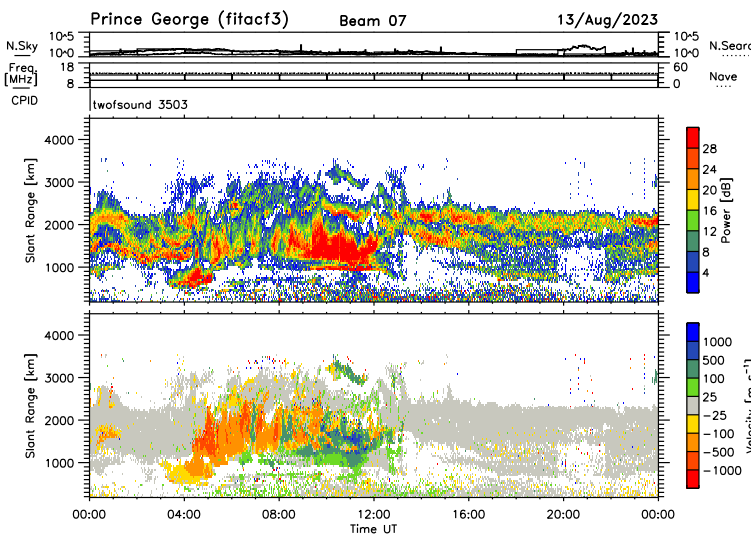 Prince George (fitacf3) Beam 07 13/Aug/2023
N.Sky 10^5 10^0 10^5 10^0 N.Sear
Freq [MHz] 18 8 60 0 Nave
CPID twofsound 3503
Slant Range [km] 4000 3000 2000 1000
Power [dB] 28 24 20 16 12 8 4
Slant Range [km] 4000 3000 2000 1000
Velocity [m s⁻¹] 1000 500 100 25 -25 -100 -500 -1000
00:00 04:00 08:00 12:00 16:00 20:00 00:00
Time UT